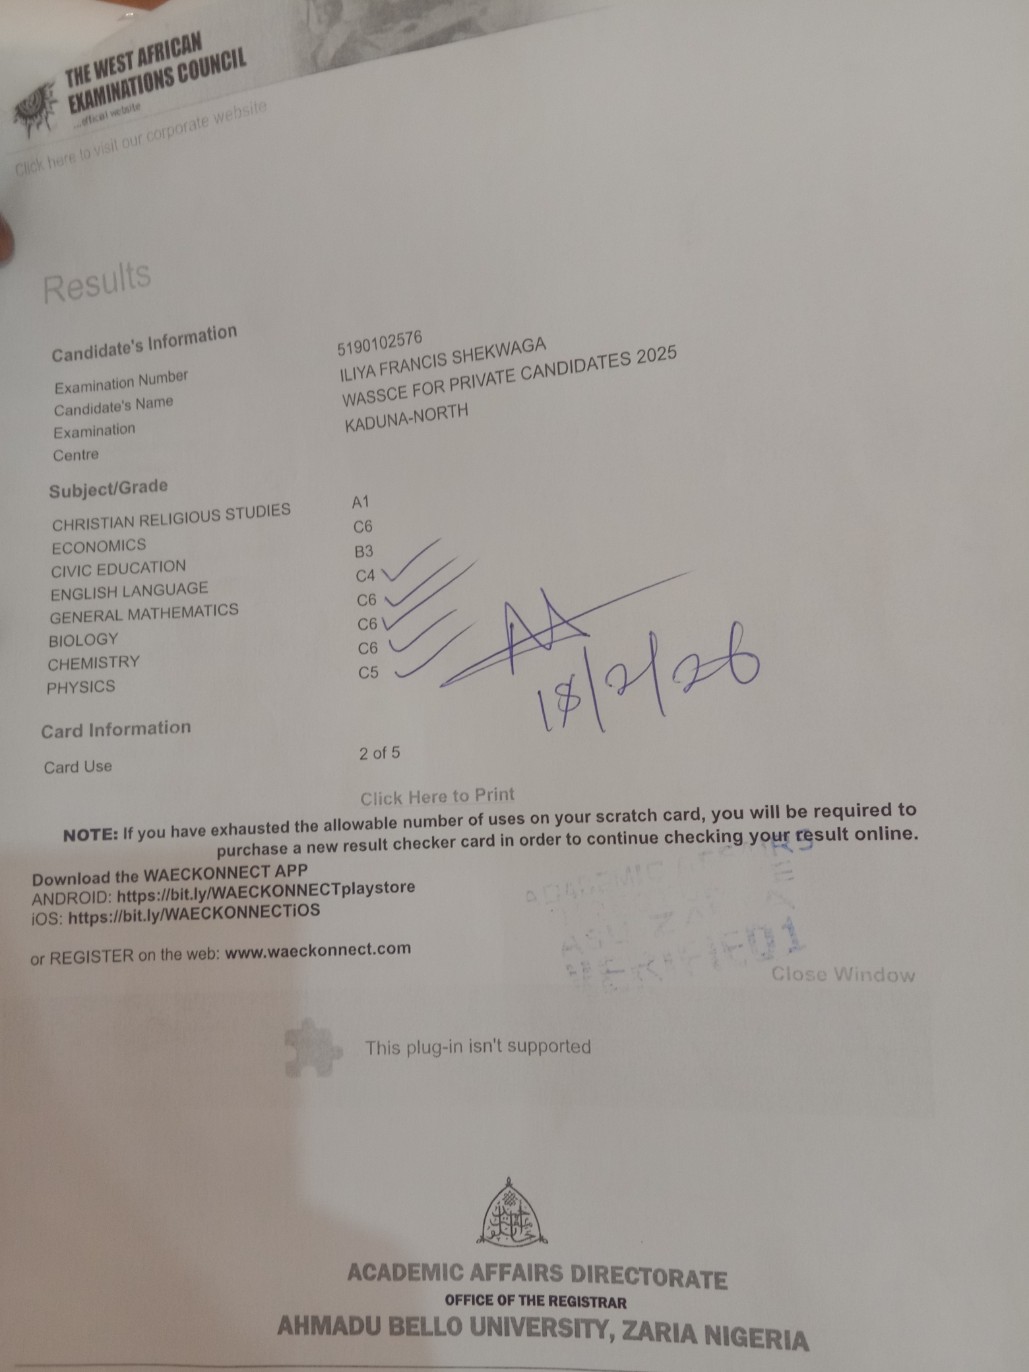 THE WEST AFRICAN
EXAMINATIONS COUNCIL
...official website
Click here to visit our corporate website
Results
Candidate's Information
Examination Number 5190102576
Candidate's Name ILIYA FRANCIS SHEKWAGA
Examination WASSCE FOR PRIVATE CANDIDATES 2025
Centre KADUNA-NORTH
Subject/Grade
CHRISTIAN RELIGIOUS STUDIES A1
ECONOMICS C6
CIVIC EDUCATION B3
ENGLISH LANGUAGE C4
GENERAL MATHEMATICS C6
BIOLOGY C6
CHEMISTRY C6
PHYSICS C5
18/2/26
Card Information
Card Use 2 of 5
Click Here to Print
NOTE: If you have exhausted the allowable number of uses on your scratch card, you will be required to
purchase a new result checker card in order to continue checking your result online.
Download the WAECKONNECT APP
ANDROID: https://bit.ly/WAECKONNECTplaystore
iOS: https://bit.ly/WAECKONNECTiOS
or REGISTER on the web: www.waeckonnect.com
ACADEMIC
Close Window
This plug-in isn't supported
ACADEMIC AFFAIRS DIRECTORATE
OFFICE OF THE REGISTRAR
AHMADU BELLO UNIVERSITY, ZARIA NIGERIA